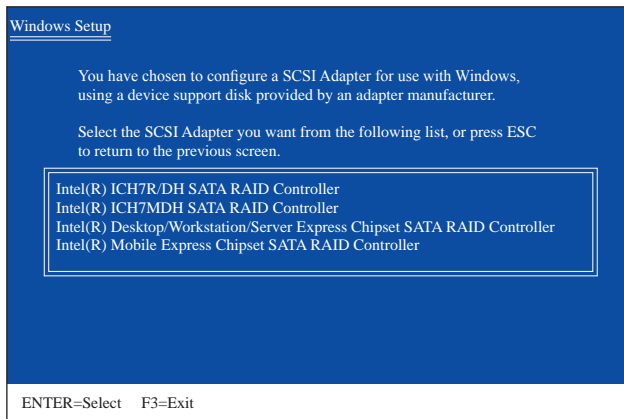 Windows Setup
You have chosen to configure a SCSI Adapter for use with Windows,
using a device support disk provided by an adapter manufacturer.
Select the SCSI Adapter you want from the following list, or press ESC
to return to the previous screen.
Intel(R) ICH7R/DH SATA RAID Controller
Intel(R) ICH7MDH SATA RAID Controller
Intel(R) Desktop/Workstation/Server Express Chipset SATA RAID Controller
Intel(R) Mobile Express Chipset SATA RAID Controller
ENTER=Select F3=Exit